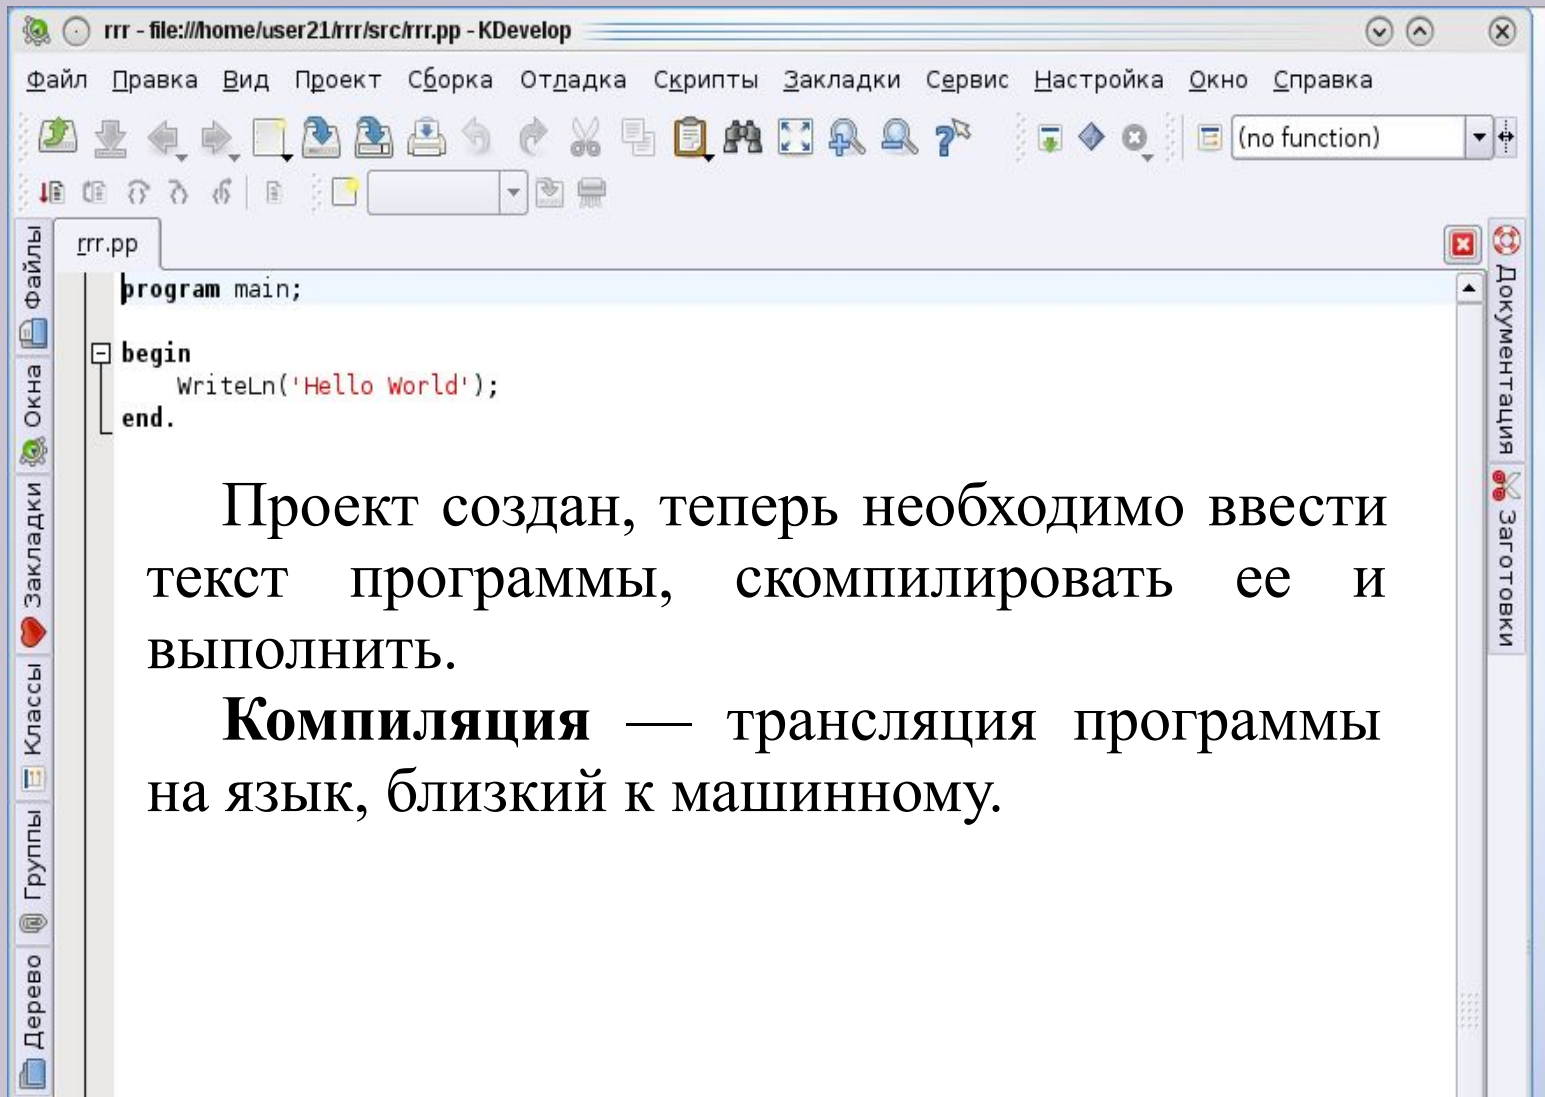 rrr - file:///home/user21/rrr/src/rrr.pp - KDevelop
Файл Правка Вид Проект Сборка Отладка Скрипты Закладки Сервис Настройка Окно Справка
(no function)
rrr.pp
program main;
begin
WriteLn('Hello World');
end.
Проект создан, теперь необходимо ввести
текст программы, скомпилировать ее и
выполнить.
Компиляция — трансляция программы
на язык, близкий к машинному.
Файлы
Окна
Закладки
Классы
Группы
Дерево
Документация
Заготовки